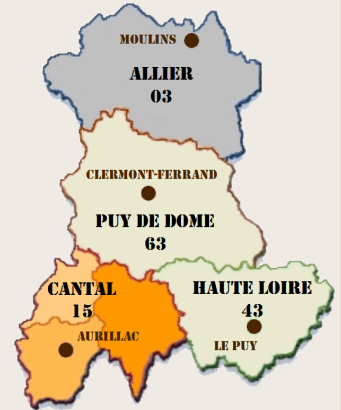 MOULINS
ALLIER
03
CLERMONT-FERRAND
PUY DE DOME
63
CANTAL
15
AURILLAC
HAUTE LOIRE
43
LE PUY